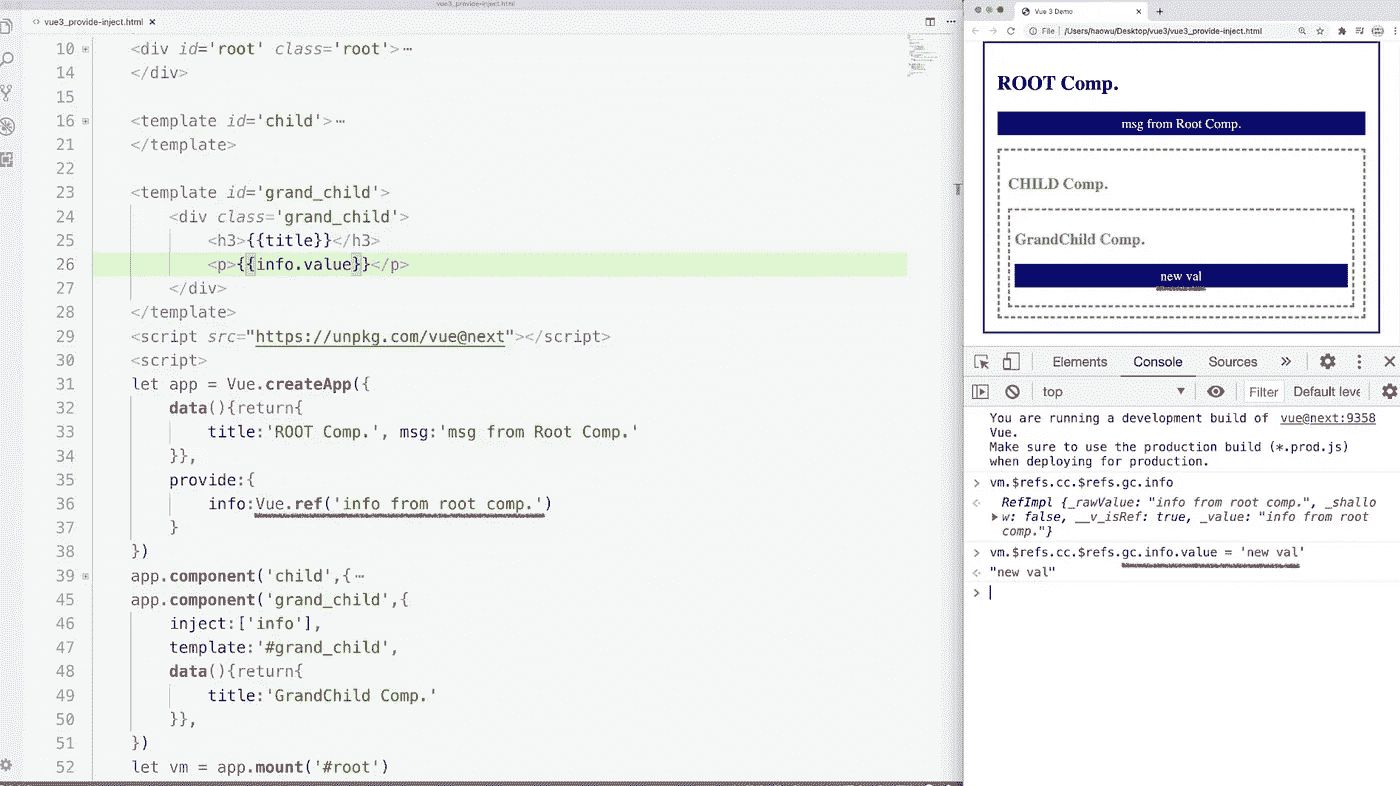 vue3_provide-inject.html
vue3_provide-inject.html
10 <div id='root' class='root'>
14 </div>
15
16 <template id='child'>
21 </template>
22
23 <template id='grand_child'>
24 <div class='grand_child'>
25 <h3>{{title}}</h3>
26 <p>{{info.value}}</p>
27 </div>
28 </template>
29 <script src="https://unpkg.com/vue@next"></script>
30 <script>
31 let app = Vue.createApp({
32 data(){return{
33 title:'ROOT Comp.', msg:'msg from Root Comp.'
34 }},
35 provide:{
36 info:Vue.ref('info from root comp.')
37 }
38 })
39 app.component('child',{
45 app.component('grand_child',{
46 inject:['info'],
47 template:'#grand_child',
48 data(){return{
49 title:'GrandChild Comp.'
50 }},
51 })
52 let vm = app.mount('#root')
Vue 3 Demo
File /Users/haowu/Desktop/vue3/vue3_provide-inject.html
ROOT Comp.
msg from Root Comp.
CHILD Comp.
GrandChild Comp.
new val
Elements Console Sources
top Filter Default leve
You are running a development build of vue@next:9358
Vue.
Make sure to use the production build (*.prod.js)
when deploying for production.
> vm.$refs.cc.$refs.gc.info
RefImpl {_rawValue: "info from root comp.", _shallo
w: false, __v_isRef: true, _value: "info from root
comp."}
> vm.$refs.cc.$refs.gc.info.value = 'new val'
"new val"
>